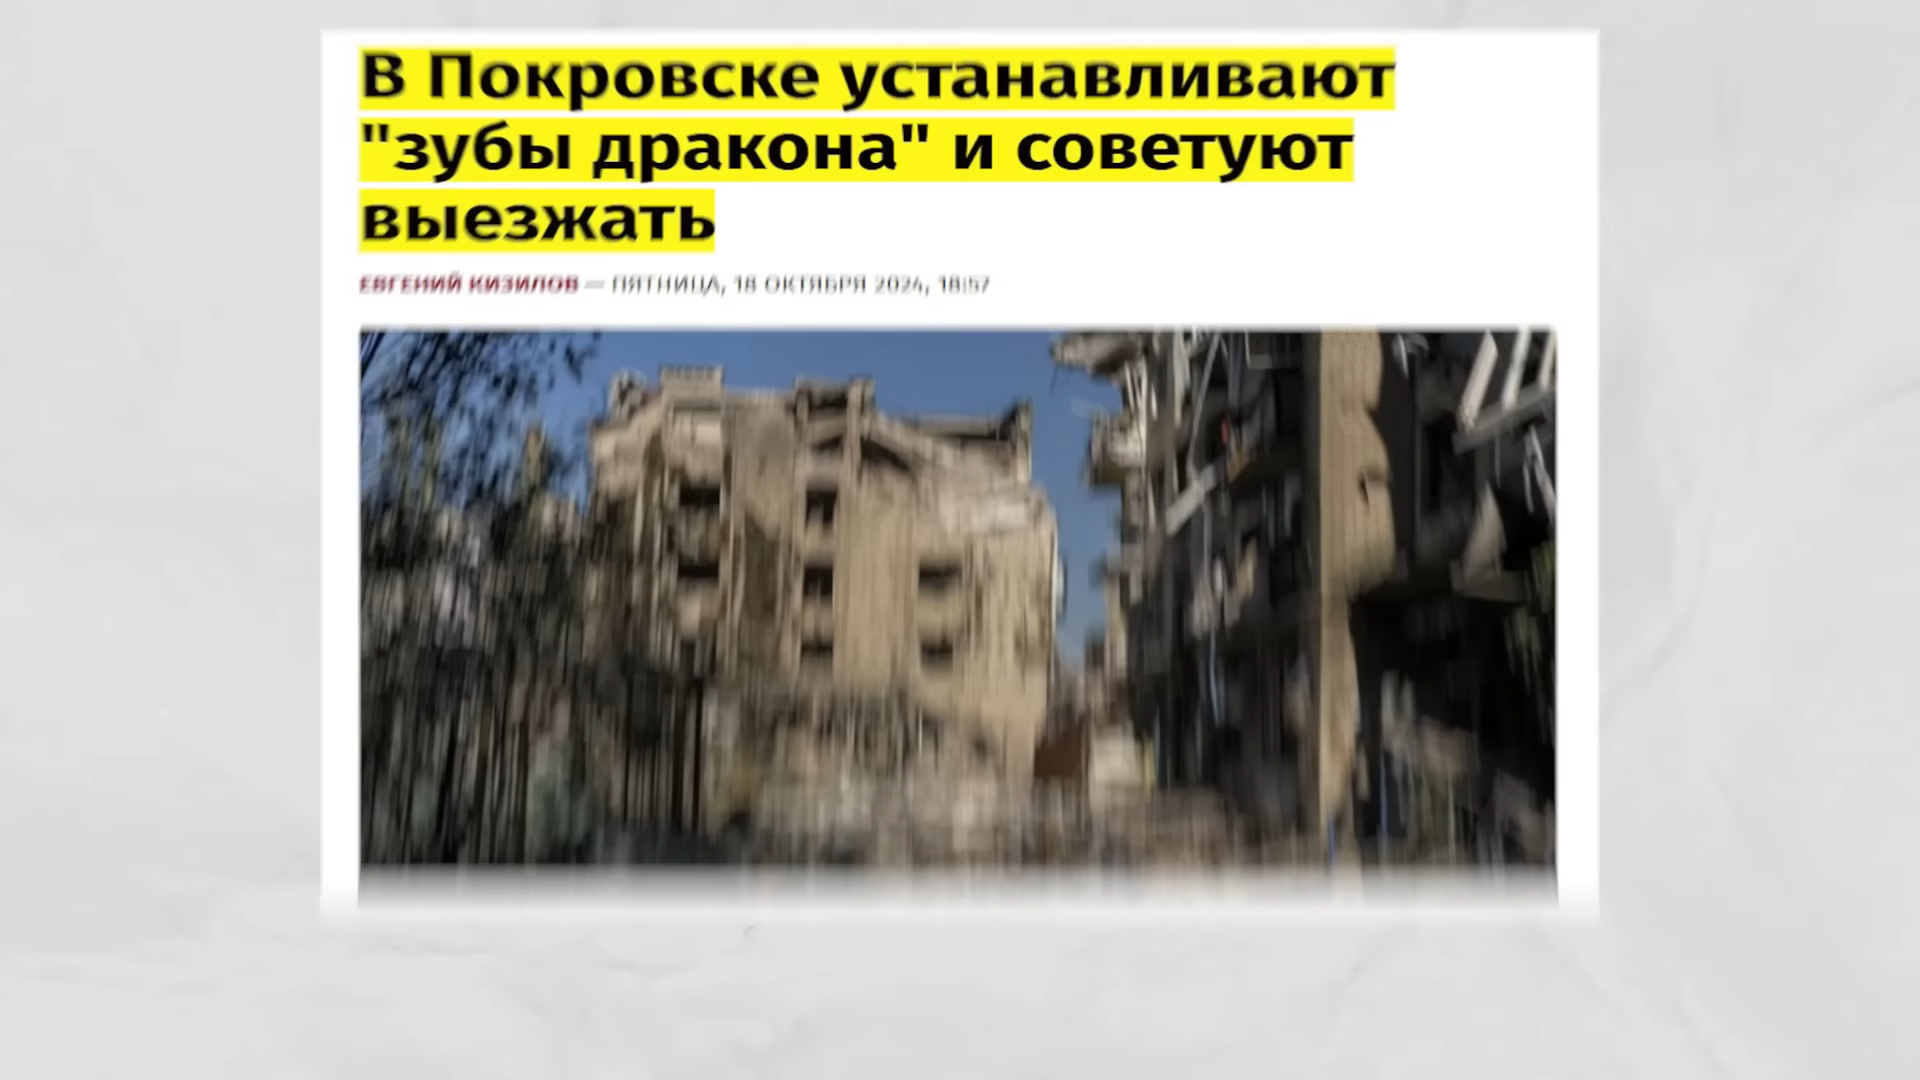 В Покровске устанавливают
"зубы дракона" и советуют
выезжать
ЕВГЕНИЙ КИЗИЛОВ — ПЯТНИЦА, 18 ОКТЯБРЯ 2024, 18:57